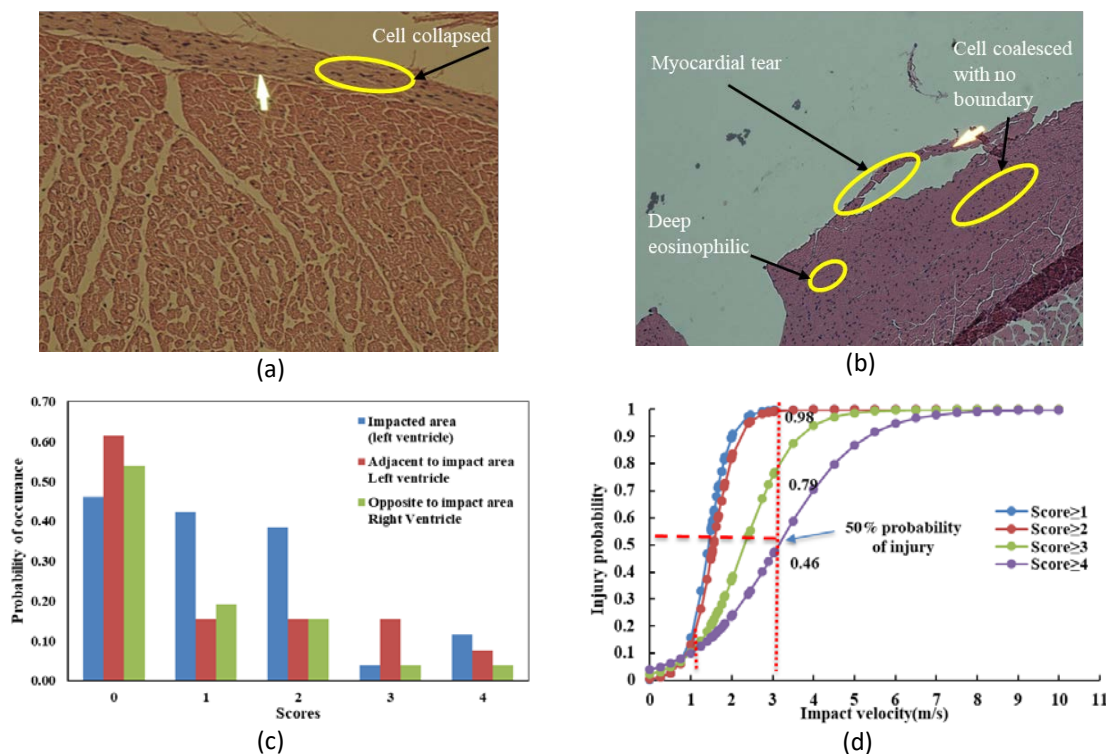 Cell collapsed
(a)
Myocardial tear
Cell coalesced
with no
boundary
Deep
eosinophilic
(b)
0.70
0.60
0.50
0.40
0.30
0.20
0.10
0.00
Probability of occurance
Impacted area
(left ventricle)
Adjacent to impact area
Left ventricle
Opposite to impact area
Right Ventricle
0 1 2 3 4
Scores
(c)
1
0.9
0.8
0.7
0.6
0.5
0.4
0.3
0.2
0.1
0
Injury probability
0.98
0.79
0.46
50% probability
of injury
Score≥1
Score≥2
Score≥3
Score≥4
0 1 2 3 4 5 6 7 8 9 10 11
Impact velocity(m/s)
(d)